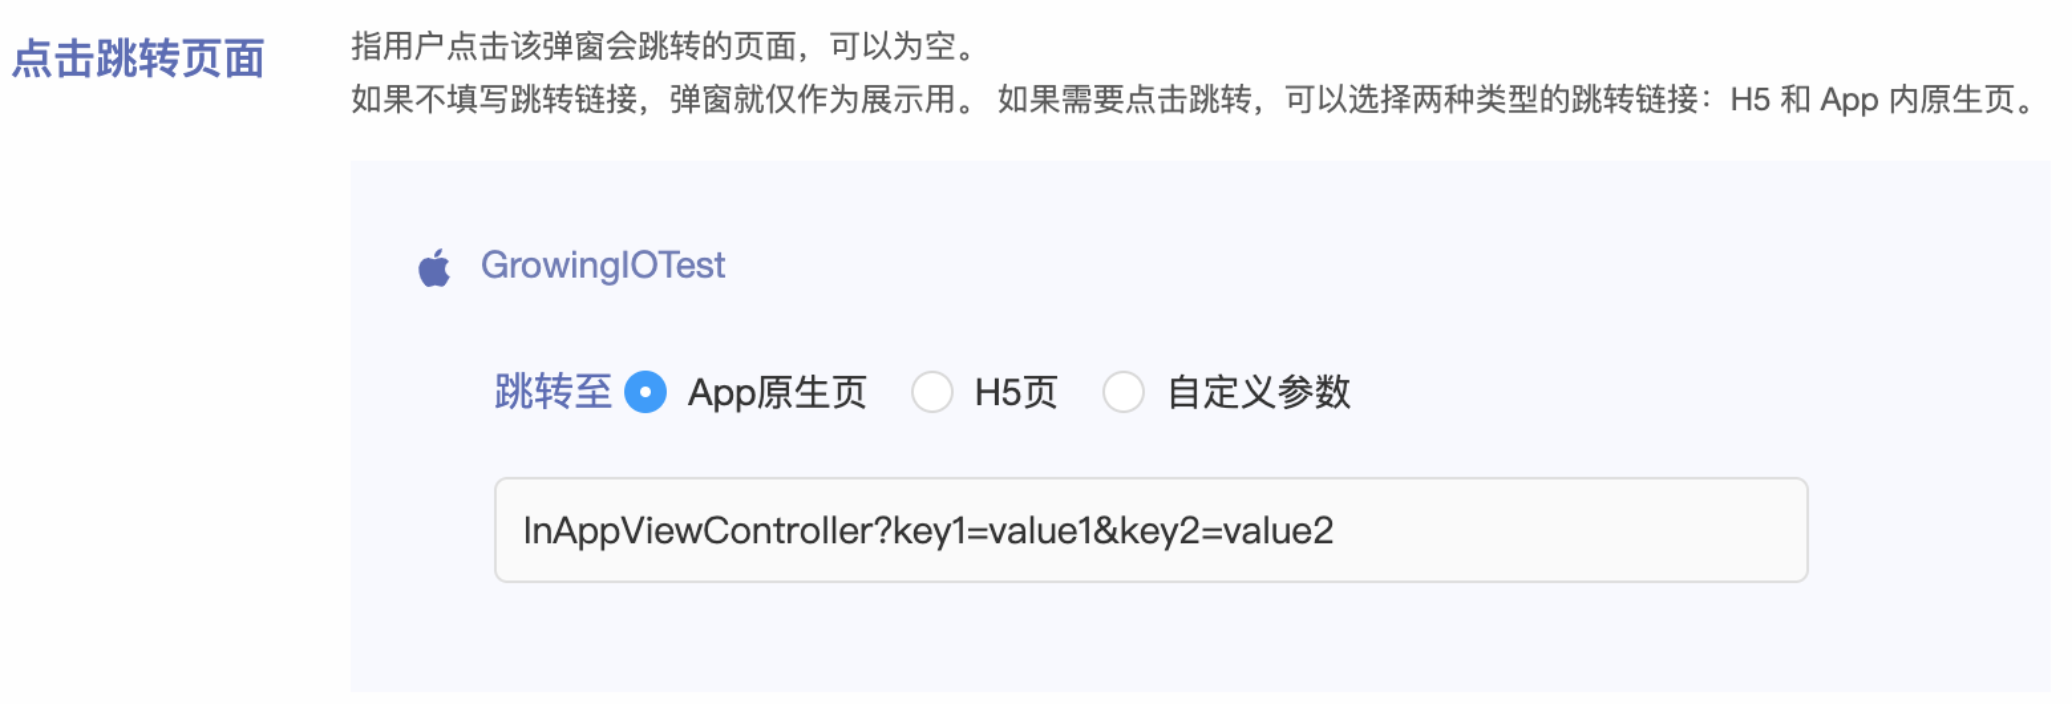 点击跳转页面
指用户点击该弹窗会跳转的页面，可以为空。
如果不填写跳转链接，弹窗就仅作为展示用。 如果需要点击跳转，可以选择两种类型的跳转链接：H5 和 App 内原生页。
GrowingIOTest
跳转至 App原生页 H5页 自定义参数
InAppViewController?key1=value1&key2=value2